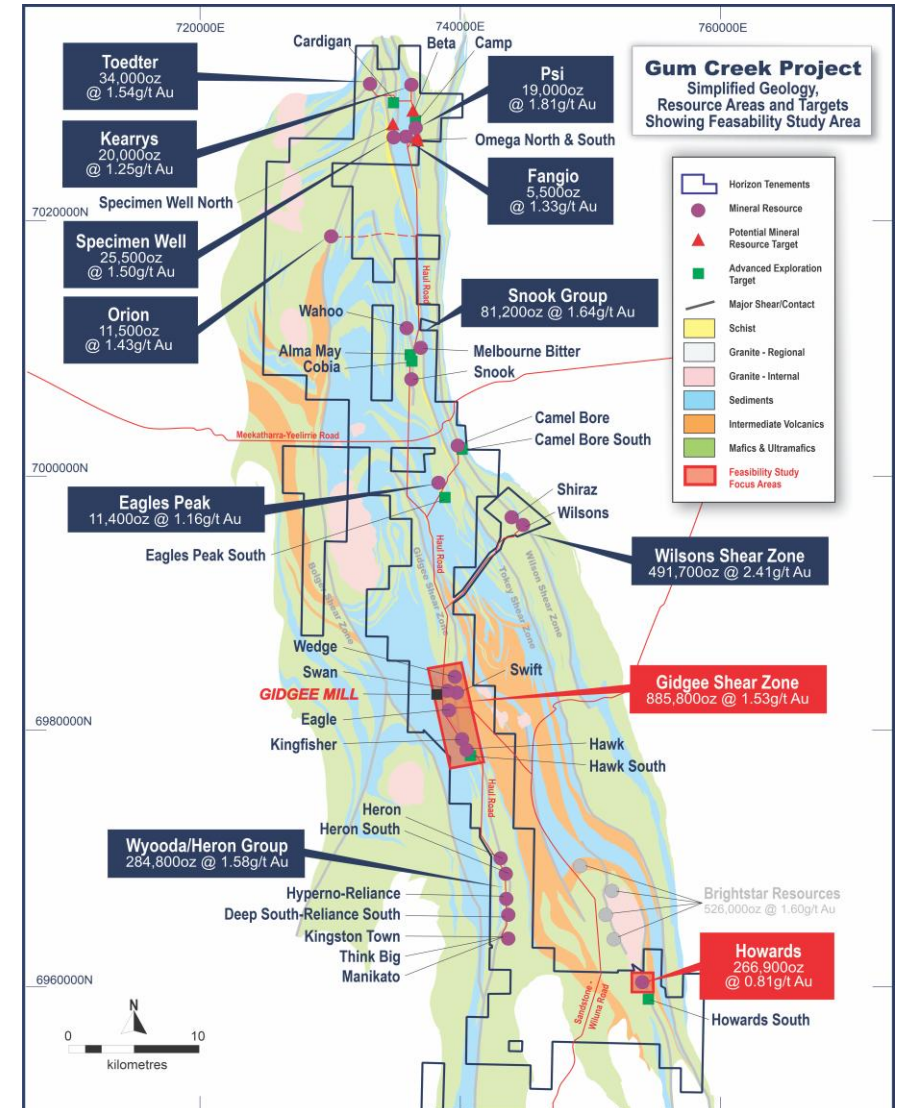 720000E
740000E
760000E
Cardigan
Beta
Camp
Toedter
34,000oz
@ 1.54g/t Au
Psi
19,000oz
@ 1.81g/t Au
Gum Creek Project
Simplified Geology,
Resource Areas and Targets
Showing Feasability Study Area
Kearrys
20,000oz
@ 1.25g/t Au
Omega North & South
Fangio
5,500oz
@ 1.33g/t Au
Specimen Well North
7020000N
Specimen Well
25,500oz
@ 1.50g/t Au
Orion
11,500oz
@ 1.43g/t Au
Haul Road
Snook Group
81,200oz @ 1.64g/t Au
Horizon Tenements
Mineral Resource
Potential Mineral
Resource Target
Advanced Exploration
Target
Major Shear/Contact
Schist
Granite - Regional
Granite - Internal
Sediments
Intermediate Volcanics
Mafics & Ultramafics
Feasibility Study
Focus Areas
Wahoo
Alma May
Cobia
Melbourne Bitter
Snook
Meekatharra-Yeelirrie Road
Camel Bore
Camel Bore South
7000000N
Eagles Peak
11,400oz @ 1.16g/t Au
Shiraz
Wilsons
Eagles Peak South
Haul Road
Wilsons Shear Zone
491,700oz @ 2.41g/t Au
Bolger Shear Zone
Gidgee Shear Zone
Tokey Shear Zone
Wilson Shear Zone
Wedge
Swan
Swift
GIDGEE MILL
Gidgee Shear Zone
885,800oz @ 1.53g/t Au
Eagle
6980000N
Kingfisher
Hawk
Hawk South
Haul Road
Heron
Heron South
Wyooda/Heron Group
284,800oz @ 1.58g/t Au
Hyperno-Reliance
Deep South-Reliance South
Kingston Town
Think Big
Manikato
Brightstar Resources
526,000oz @ 1.60g/t Au
Howards
266,900oz
@ 0.81g/t Au
6960000N
Sandstone -
Wiluna Road
Howards South
N
0
10
kilometres